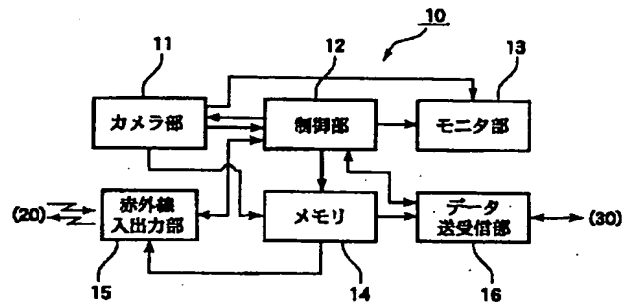 10
11
12
13
カメラ部
制御部
モニタ部
(20)
赤外線
入出力部
メモリ
データ
送受信部
(30)
15
14
16